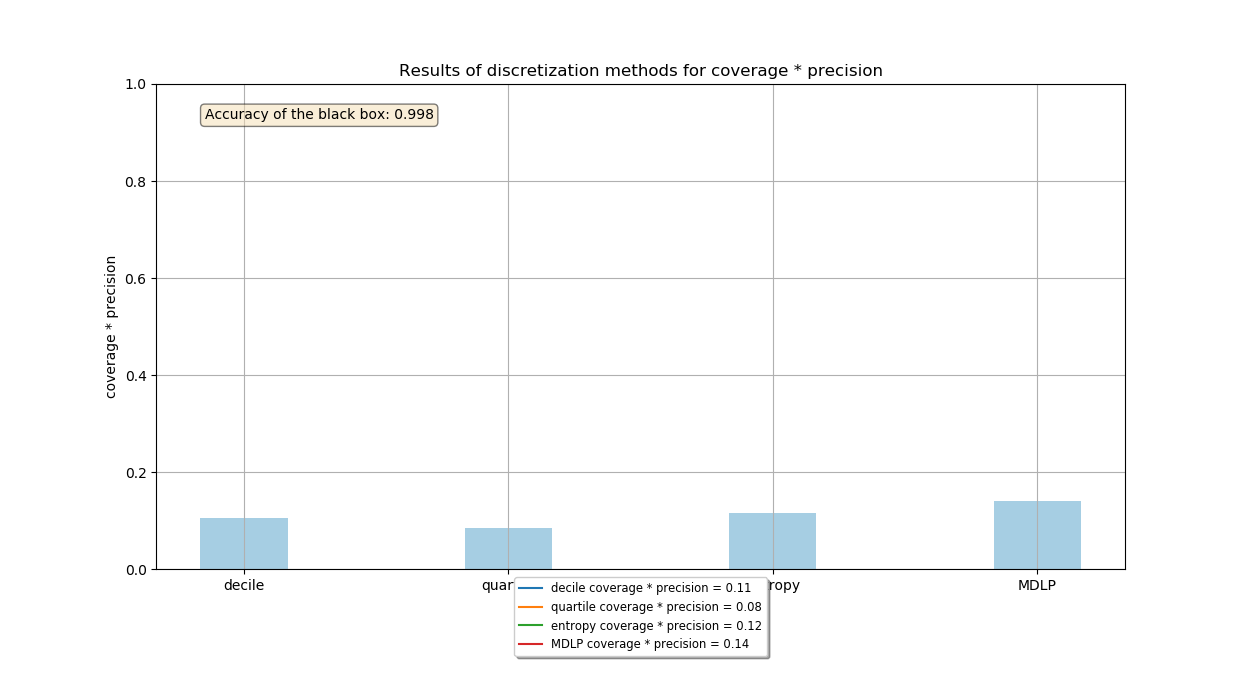 Results of discretization methods for coverage * precision
1.0
Accuracy of the black box: 0.998
0.8
0.6
coverage * precision
0.4
0.2
0.0
decile quar ropy MDLP
decile coverage * precision = 0.11
quartile coverage * precision = 0.08
entropy coverage * precision = 0.12
MDLP coverage * precision = 0.14